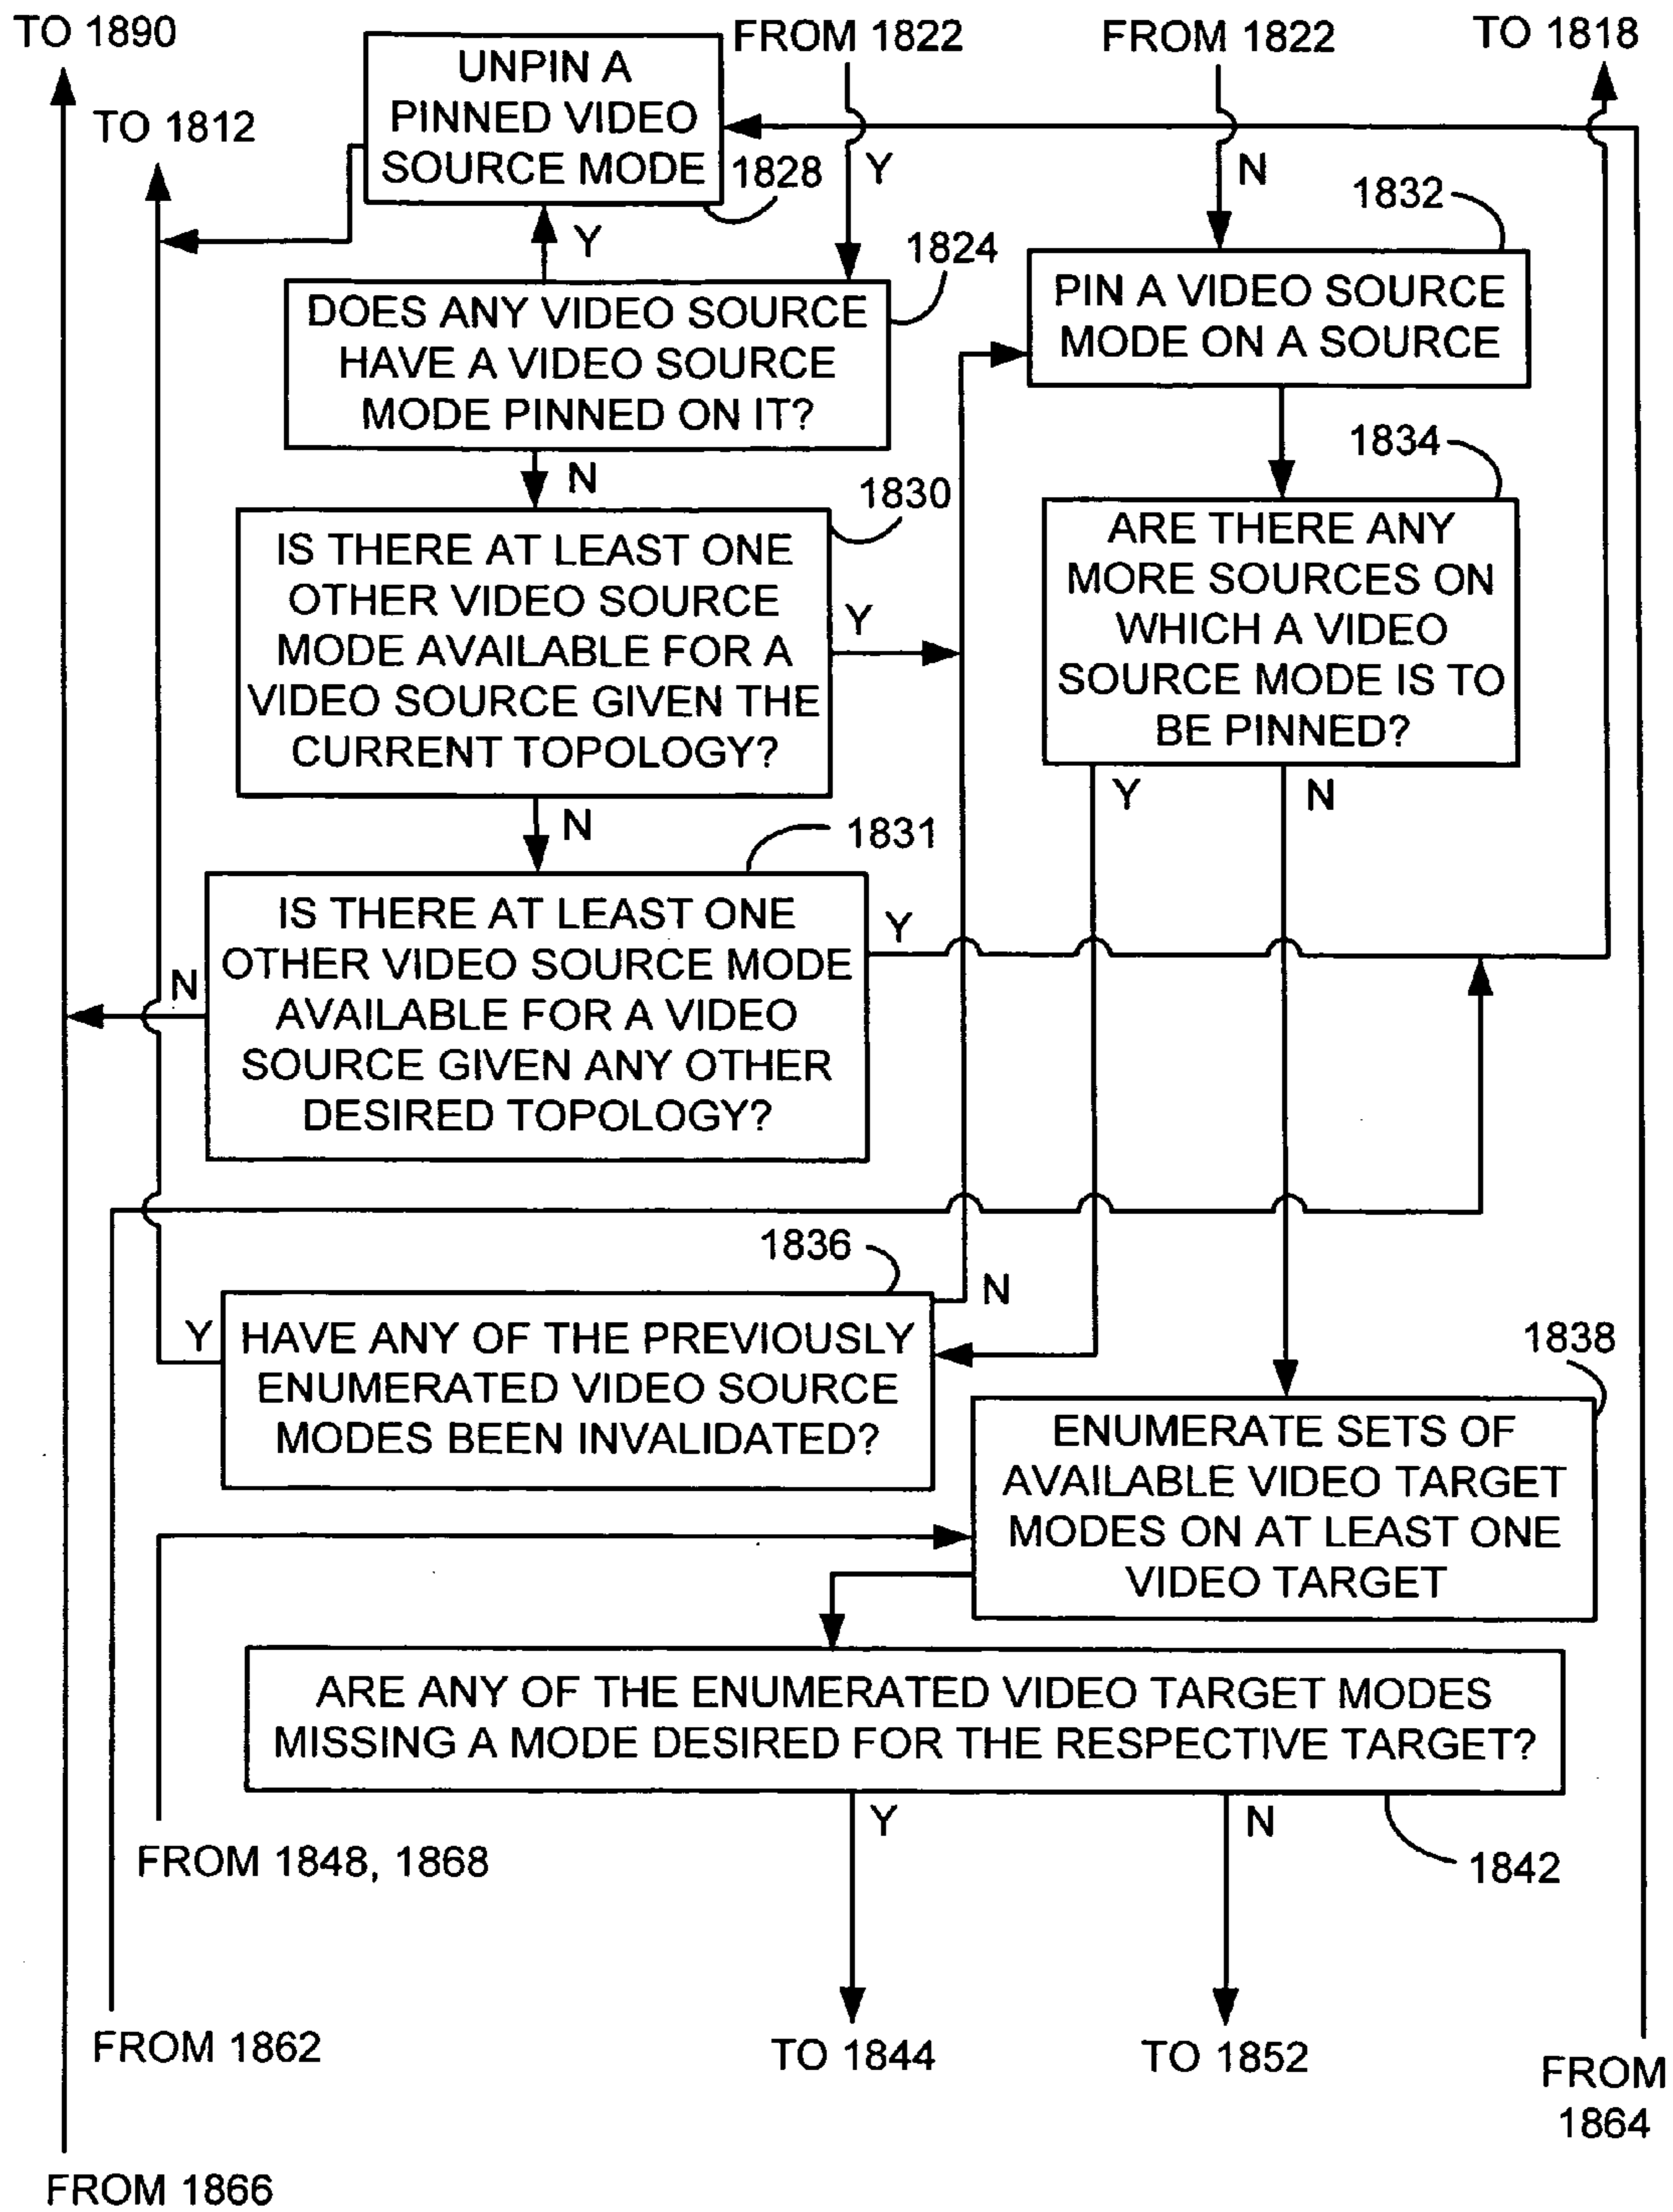 TO 1890
FROM 1822
FROM 1822
TO 1818
UNPIN A
PINNED VIDEO
SOURCE MODE
TO 1812
1828
Y
N
1832
Y
1824
DOES ANY VIDEO SOURCE
HAVE A VIDEO SOURCE
MODE PINNED ON IT?
PIN A VIDEO SOURCE
MODE ON A SOURCE
N
1834
1830
IS THERE AT LEAST ONE
OTHER VIDEO SOURCE
MODE AVAILABLE FOR A
VIDEO SOURCE GIVEN THE
CURRENT TOPOLOGY?
Y
ARE THERE ANY
MORE SOURCES ON
WHICH A VIDEO
SOURCE MODE IS TO
BE PINNED?
Y
N
N
1831
IS THERE AT LEAST ONE
OTHER VIDEO SOURCE MODE
AVAILABLE FOR A VIDEO
SOURCE GIVEN ANY OTHER
DESIRED TOPOLOGY?
Y
N
1836
N
Y
HAVE ANY OF THE PREVIOUSLY
ENUMERATED VIDEO SOURCE
MODES BEEN INVALIDATED?
1838
ENUMERATE SETS OF
AVAILABLE VIDEO TARGET
MODES ON AT LEAST ONE
VIDEO TARGET
ARE ANY OF THE ENUMERATED VIDEO TARGET MODES
MISSING A MODE DESIRED FOR THE RESPECTIVE TARGET?
Y
N
1842
FROM 1848, 1868
FROM 1862
TO 1844
TO 1852
FROM
1864
FROM 1866